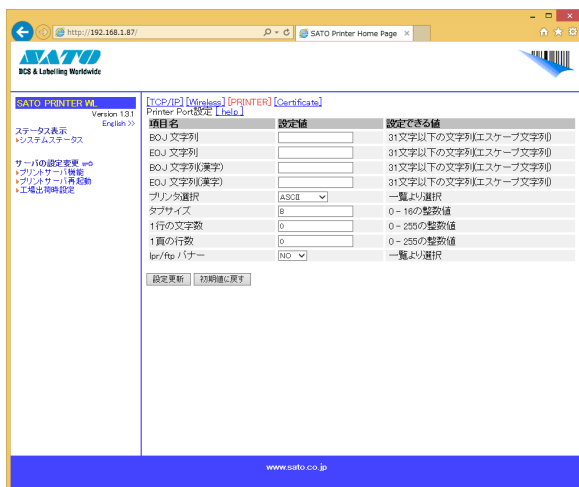 http://192.168.1.87/
SATO Printer Home Page
SATO
DCS & Labelling Worldwide
SATO PRINTER WL
Version 1.3.1
English >>
ステータス表示
システムステータス
サーバの設定変更
プリントサーバ機能
プリントサーバ再起動
工場出荷時設定
[TCP/IP] [Wireless] [PRINTER] [Certificate]
Printer Port設定 [ help ]
項目名 設定値 設定できる値
BOJ 文字列 31文字以下の文字列(エスケープ文字列)
EOJ 文字列 31文字以下の文字列(エスケープ文字列)
BOJ 文字列(漢字) 31文字以下の文字列(エスケープ文字列)
EOJ 文字列(漢字) 31文字以下の文字列(エスケープ文字列)
プリンタ選択 ASCII 一覧より選択
タブサイズ 8 0 - 16の整数値
1行の文字数 0 0 - 255の整数値
1頁の行数 0 0 - 255の整数値
lpr/ftp バナー NO 一覧より選択
設定更新 初期値に戻す
www.sato.co.jp